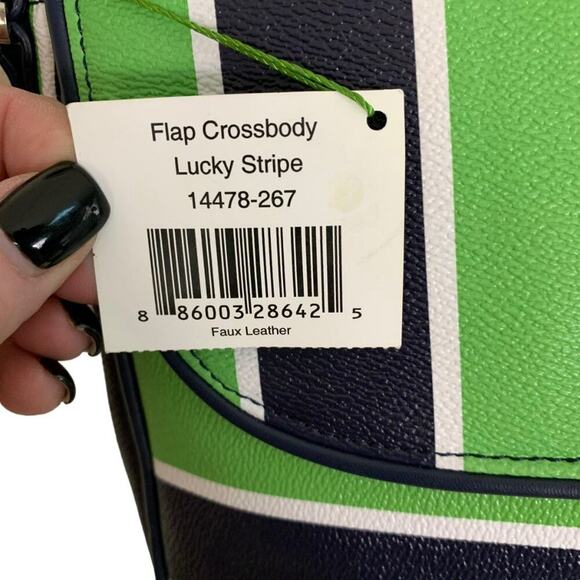 Flap Crossbody
Lucky Stripe
14478-267
8 86003 28642 5
Faux Leather